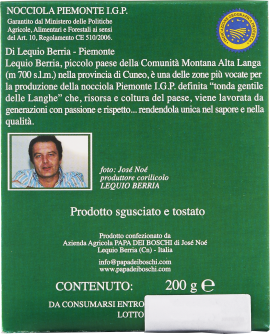 NOCCIOLA PIEMONTE I.G.P.
Garantito dal Ministero delle Politiche
Agricole, Alimentari e Forestali ai sensi
del Art. 10, Regolamento CE 510/2006.
Di Lequio Berria - Piemonte
Lequio Berria, piccolo paese della Comunità Montana Alta Langa
(m 700 s.l.m.) nella provincia di Cuneo, è una delle zone più vocate per
la produzione della nocciola Piemonte I.G.P. definita "tonda gentile
delle Langhe" che, risorsa e coltura del paese, viene lavorata da
generazioni con passione e rispetto... rendendola unica nel sapore e nella
qualità.
foto: José Noé
produttore corilicolo
LEQUIO BERRIA
Prodotto sgusciato e tostato
Prodotto confezionato da
Azienda Agricola PAPA DEI BOSCHI di José Noé
Lequio Berria (Cn) - Italia
info@papadeiboschi.com
www.papadeiboschi.com
CONTENUTO: 200 g e
DA CONSUMARSI ENTRO
LOTTO